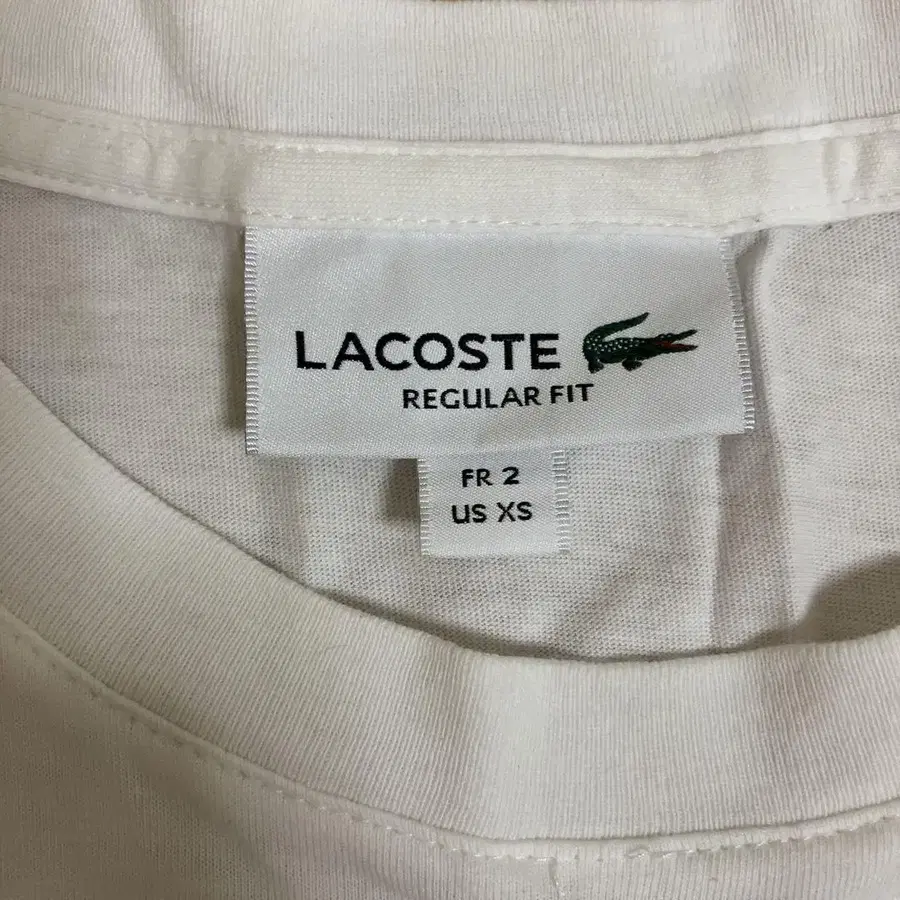 LACOSTE
REGULAR FIT
FR 2
US XS